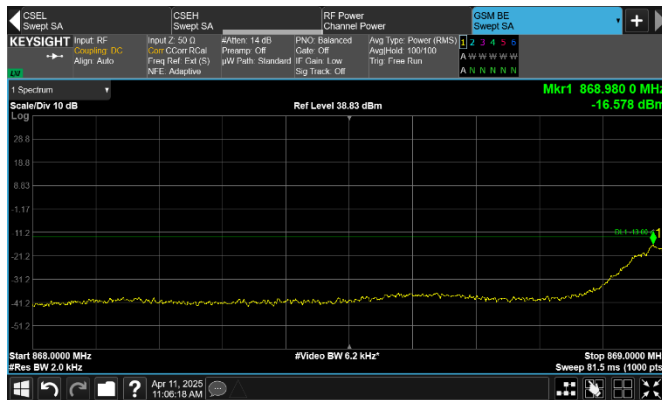 CSEL
Swept SA
CSEH
Swept SA
RF Power
Channel Power
GSM BE
Swept SA
KEYSIGHT
Input: RF
Coupling: DC
Align: Auto
Input Z: 50 Ω
Corr CCorr RCal
Freq Ref: Ext (S)
NFE: Adaptive
#Atten: 14 dB
Preamp: Off
µW Path: Standard
PNO: Balanced
Gate: Off
IF Gain: Low
Sig Track: Off
Avg Type: Power (RMS)
Avg|Hold: 100/100
Trig: Free Run
1 2 3 4 5 6
A W W W W W
A N N N N N
LXI
1 Spectrum
Mkr1 868.980 0 MHz
-16.578 dBm
Scale/Div 10 dB
Ref Level 38.83 dBm
Log
28.8
18.8
8.83
-1.17
-11.2
DL1 -13.00
1
-21.2
-31.2
-41.2
-51.2
Start 868.0000 MHz
#Video BW 6.2 kHz*
Stop 869.0000 MH
#Res BW 2.0 kHz
Sweep 81.5 ms (1000 pts
?
Apr 11, 2025
11:06:18 AM